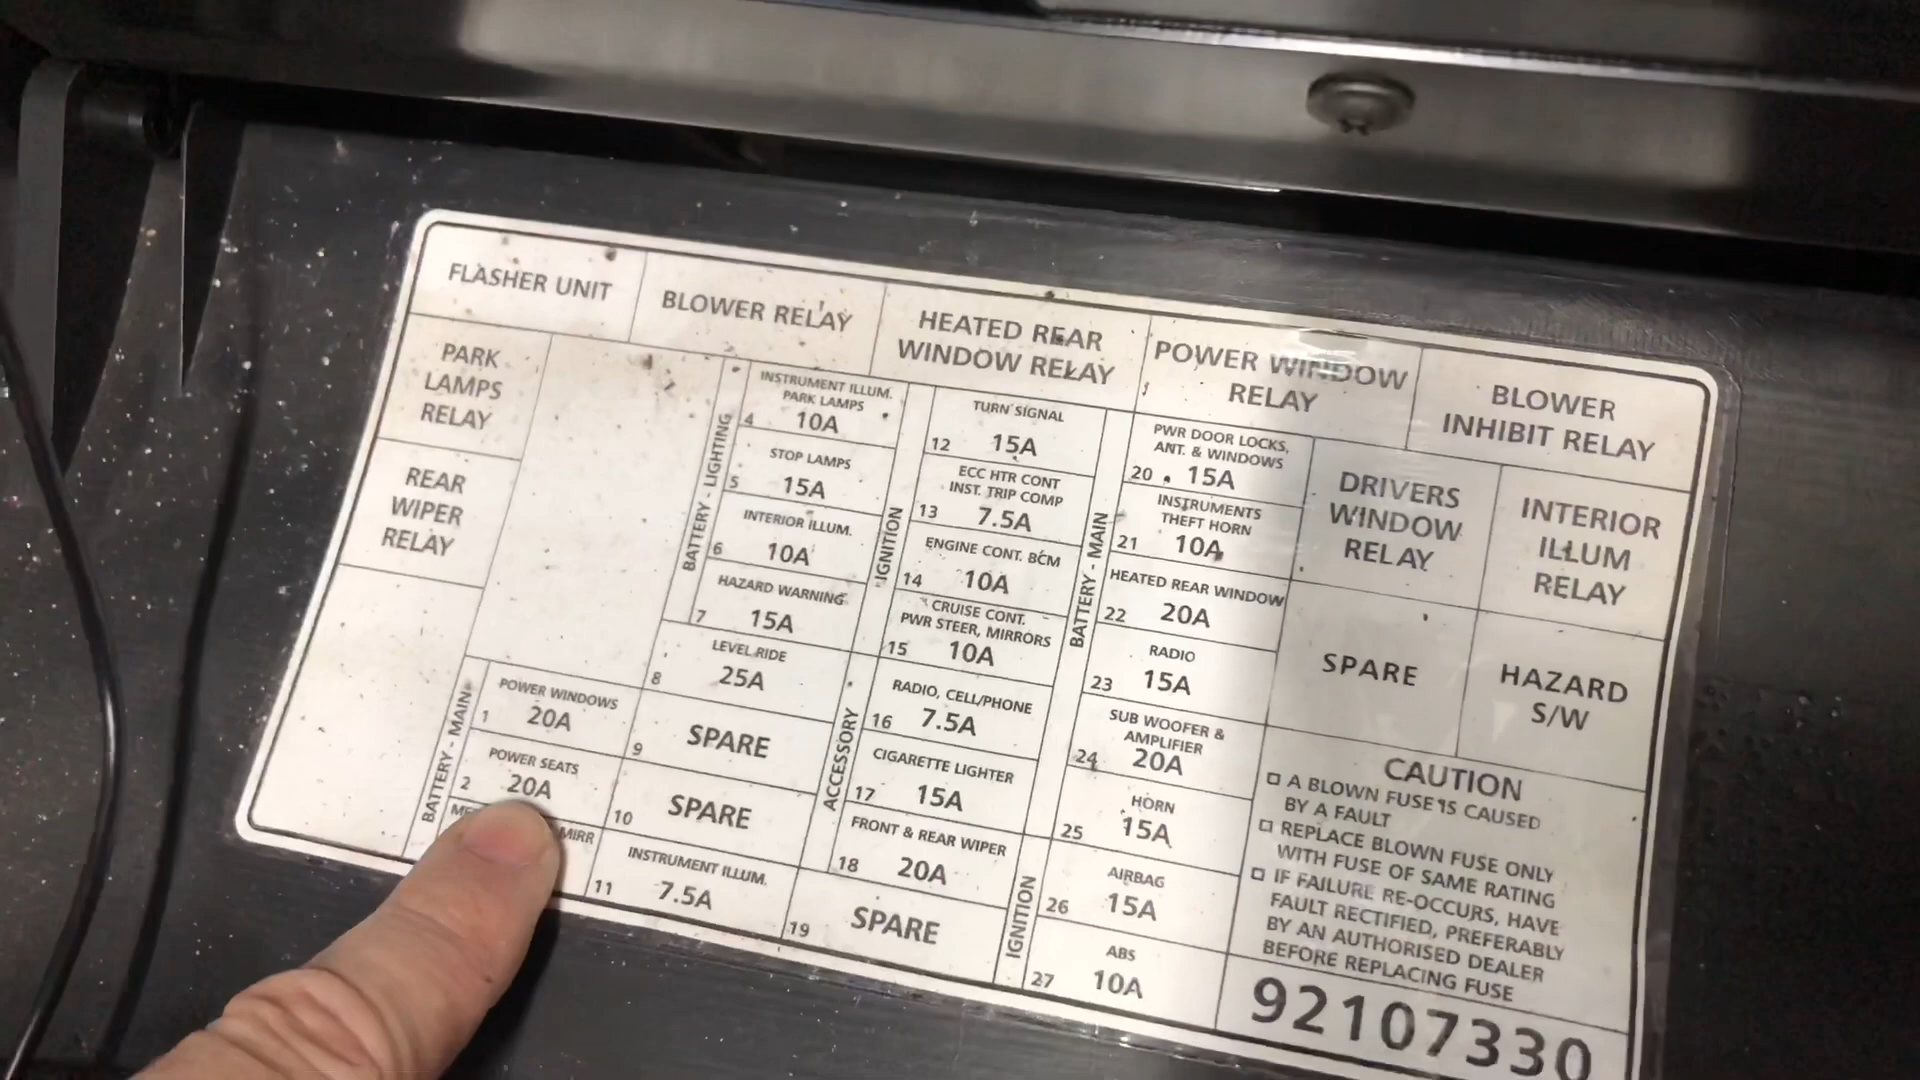 FLASHER UNIT
BLOWER RELAY
HEATED REAR
WINDOW RELAY
POWER WINDOW
RELAY
BLOWER
INHIBIT RELAY
PARK
LAMPS
RELAY
REAR
WIPER
RELAY
BATTERY - MAIN
1
POWER WINDOWS
20A
2
POWER SEATS
20A
MIRR
BATTERY - LIGHTING
4
INSTRUMENT ILLUM.
PARK LAMPS
10A
5
STOP LAMPS
15A
6
INTERIOR ILLUM.
10A
7
HAZARD WARNING
15A
8
LEVEL RIDE
25A
9
SPARE
10
SPARE
11
INSTRUMENT ILLUM.
7.5A
IGNITION
12
TURN SIGNAL
15A
13
ECC HTR CONT
INST. TRIP COMP
7.5A
14
ENGINE CONT. BCM
10A
15
CRUISE CONT.
PWR STEER, MIRRORS
10A
ACCESSORY
16
RADIO, CELL/PHONE
7.5A
17
CIGARETTE LIGHTER
15A
18
FRONT & REAR WIPER
20A
19
SPARE
BATTERY - MAIN
20
PWR DOOR LOCKS,
ANT. & WINDOWS
15A
21
INSTRUMENTS
THEFT HORN
10A
22
HEATED REAR WINDOW
20A
23
RADIO
15A
24
SUB WOOFER &
AMPLIFIER
20A
25
HORN
15A
IGNITION
26
AIRBAG
15A
27
ABS
10A
DRIVERS
WINDOW
RELAY
INTERIOR
ILLUM
RELAY
SPARE
HAZARD
S/W
CAUTION
□ A BLOWN FUSE IS CAUSED
BY A FAULT
□ REPLACE BLOWN FUSE ONLY
WITH FUSE OF SAME RATING
□ IF FAILURE RE-OCCURS, HAVE
FAULT RECTIFIED, PREFERABLY
BY AN AUTHORISED DEALER
BEFORE REPLACING FUSE
92107330